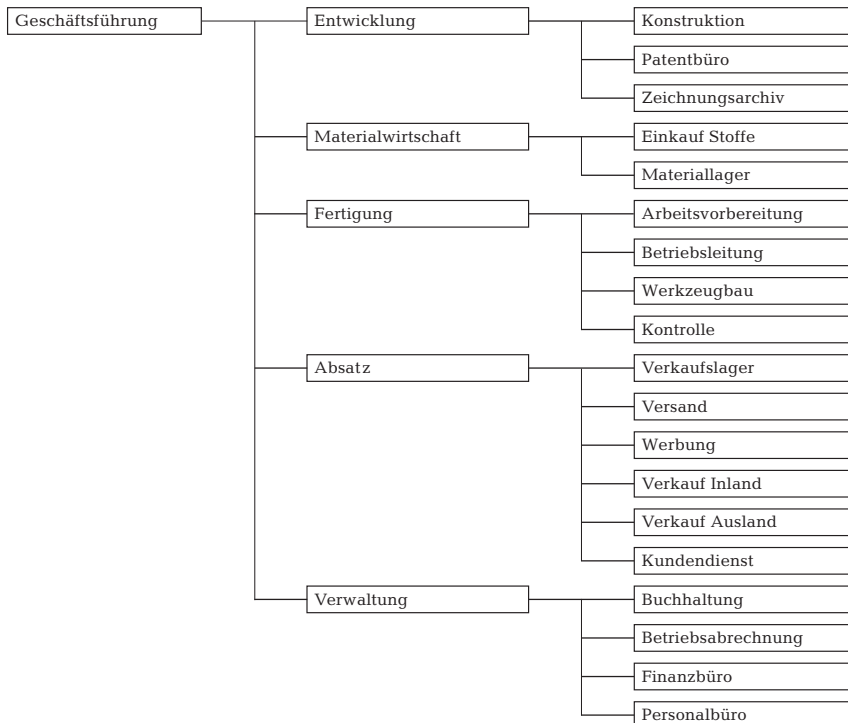 Geschäftsführung
Entwicklung
Konstruktion
Patentbüro
Zeichnungsarchiv
Materialwirtschaft
Einkauf Stoffe
Materiallager
Fertigung
Arbeitsvorbereitung
Betriebsleitung
Werkzeugbau
Kontrolle
Absatz
Verkaufslager
Versand
Werbung
Verkauf Inland
Verkauf Ausland
Kundendienst
Verwaltung
Buchhaltung
Betriebsabrechnung
Finanzbüro
Personalbüro